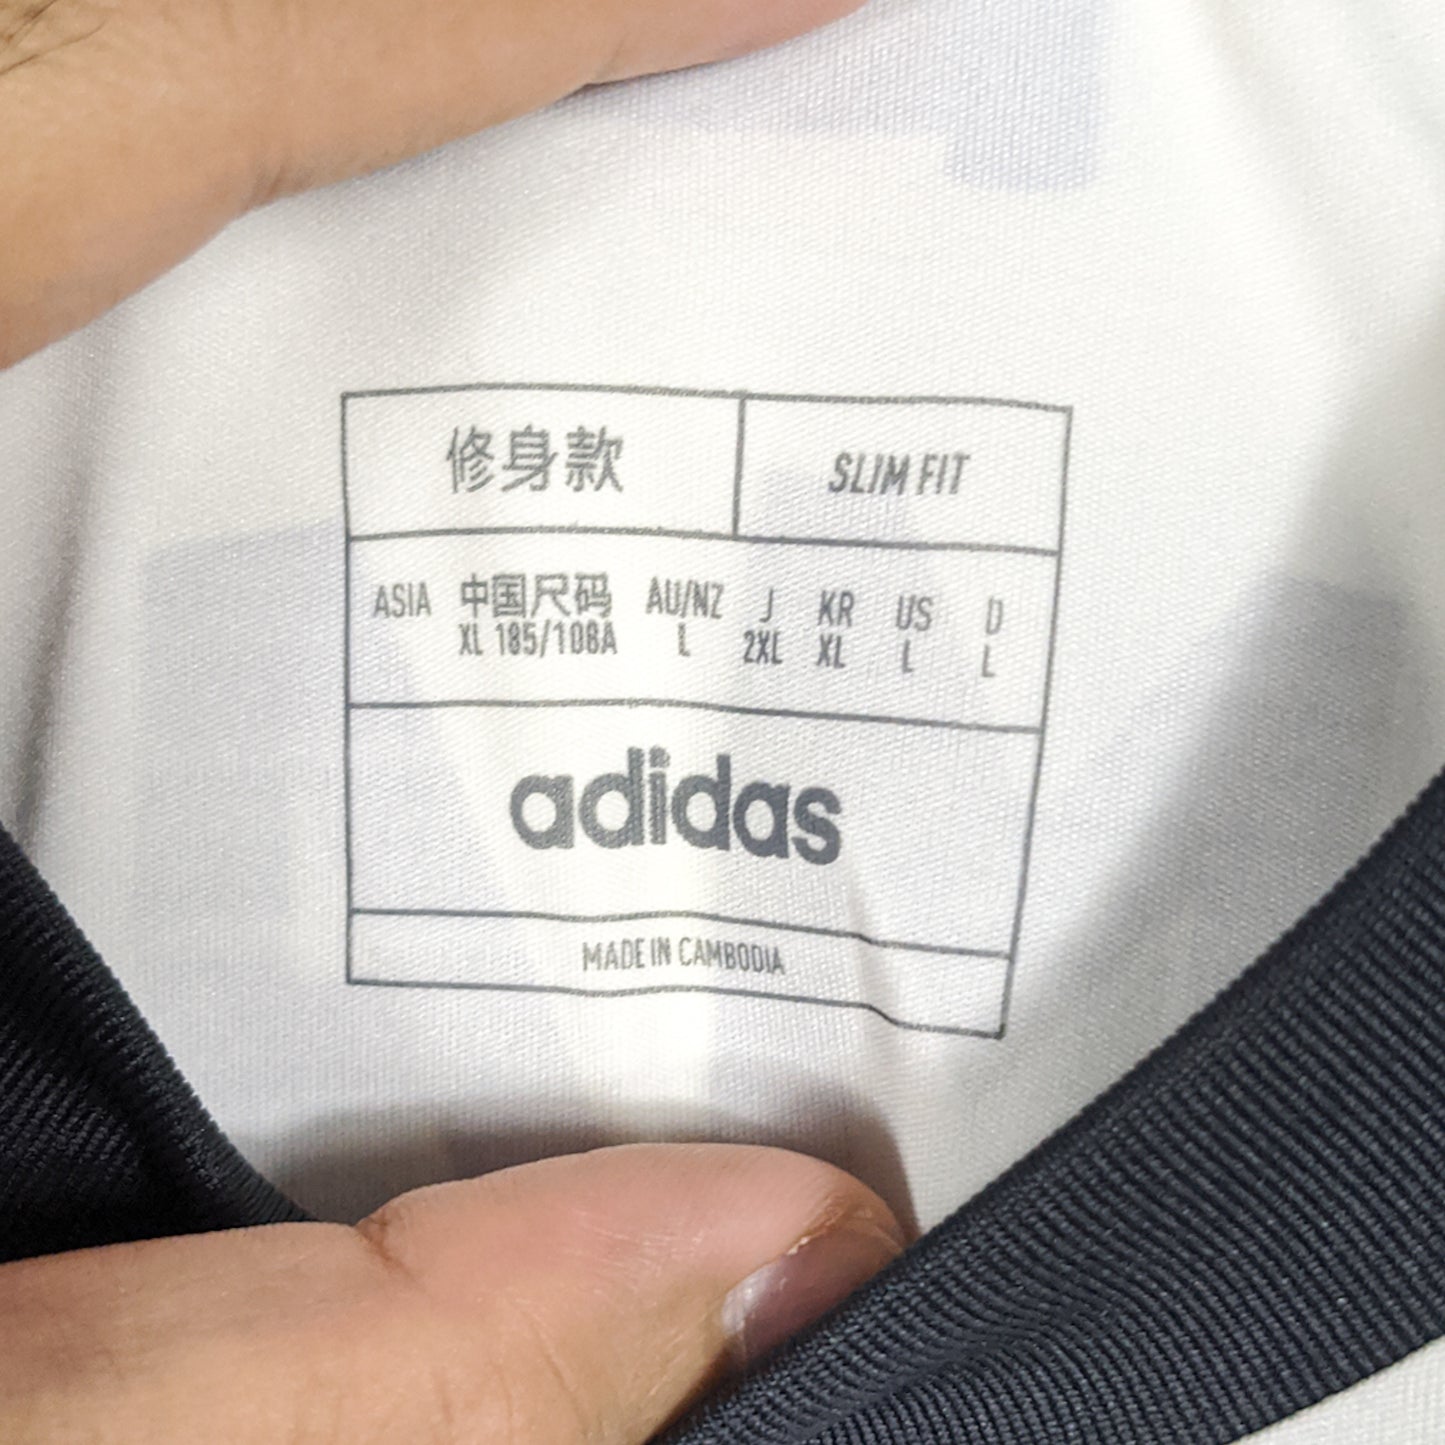 修身款 SLIM FIT
ASIA 中国尺码 AU/NZ J KR US D
XL 185/108A L 2XL XL L L
adidas
MADE IN CAMBODIA